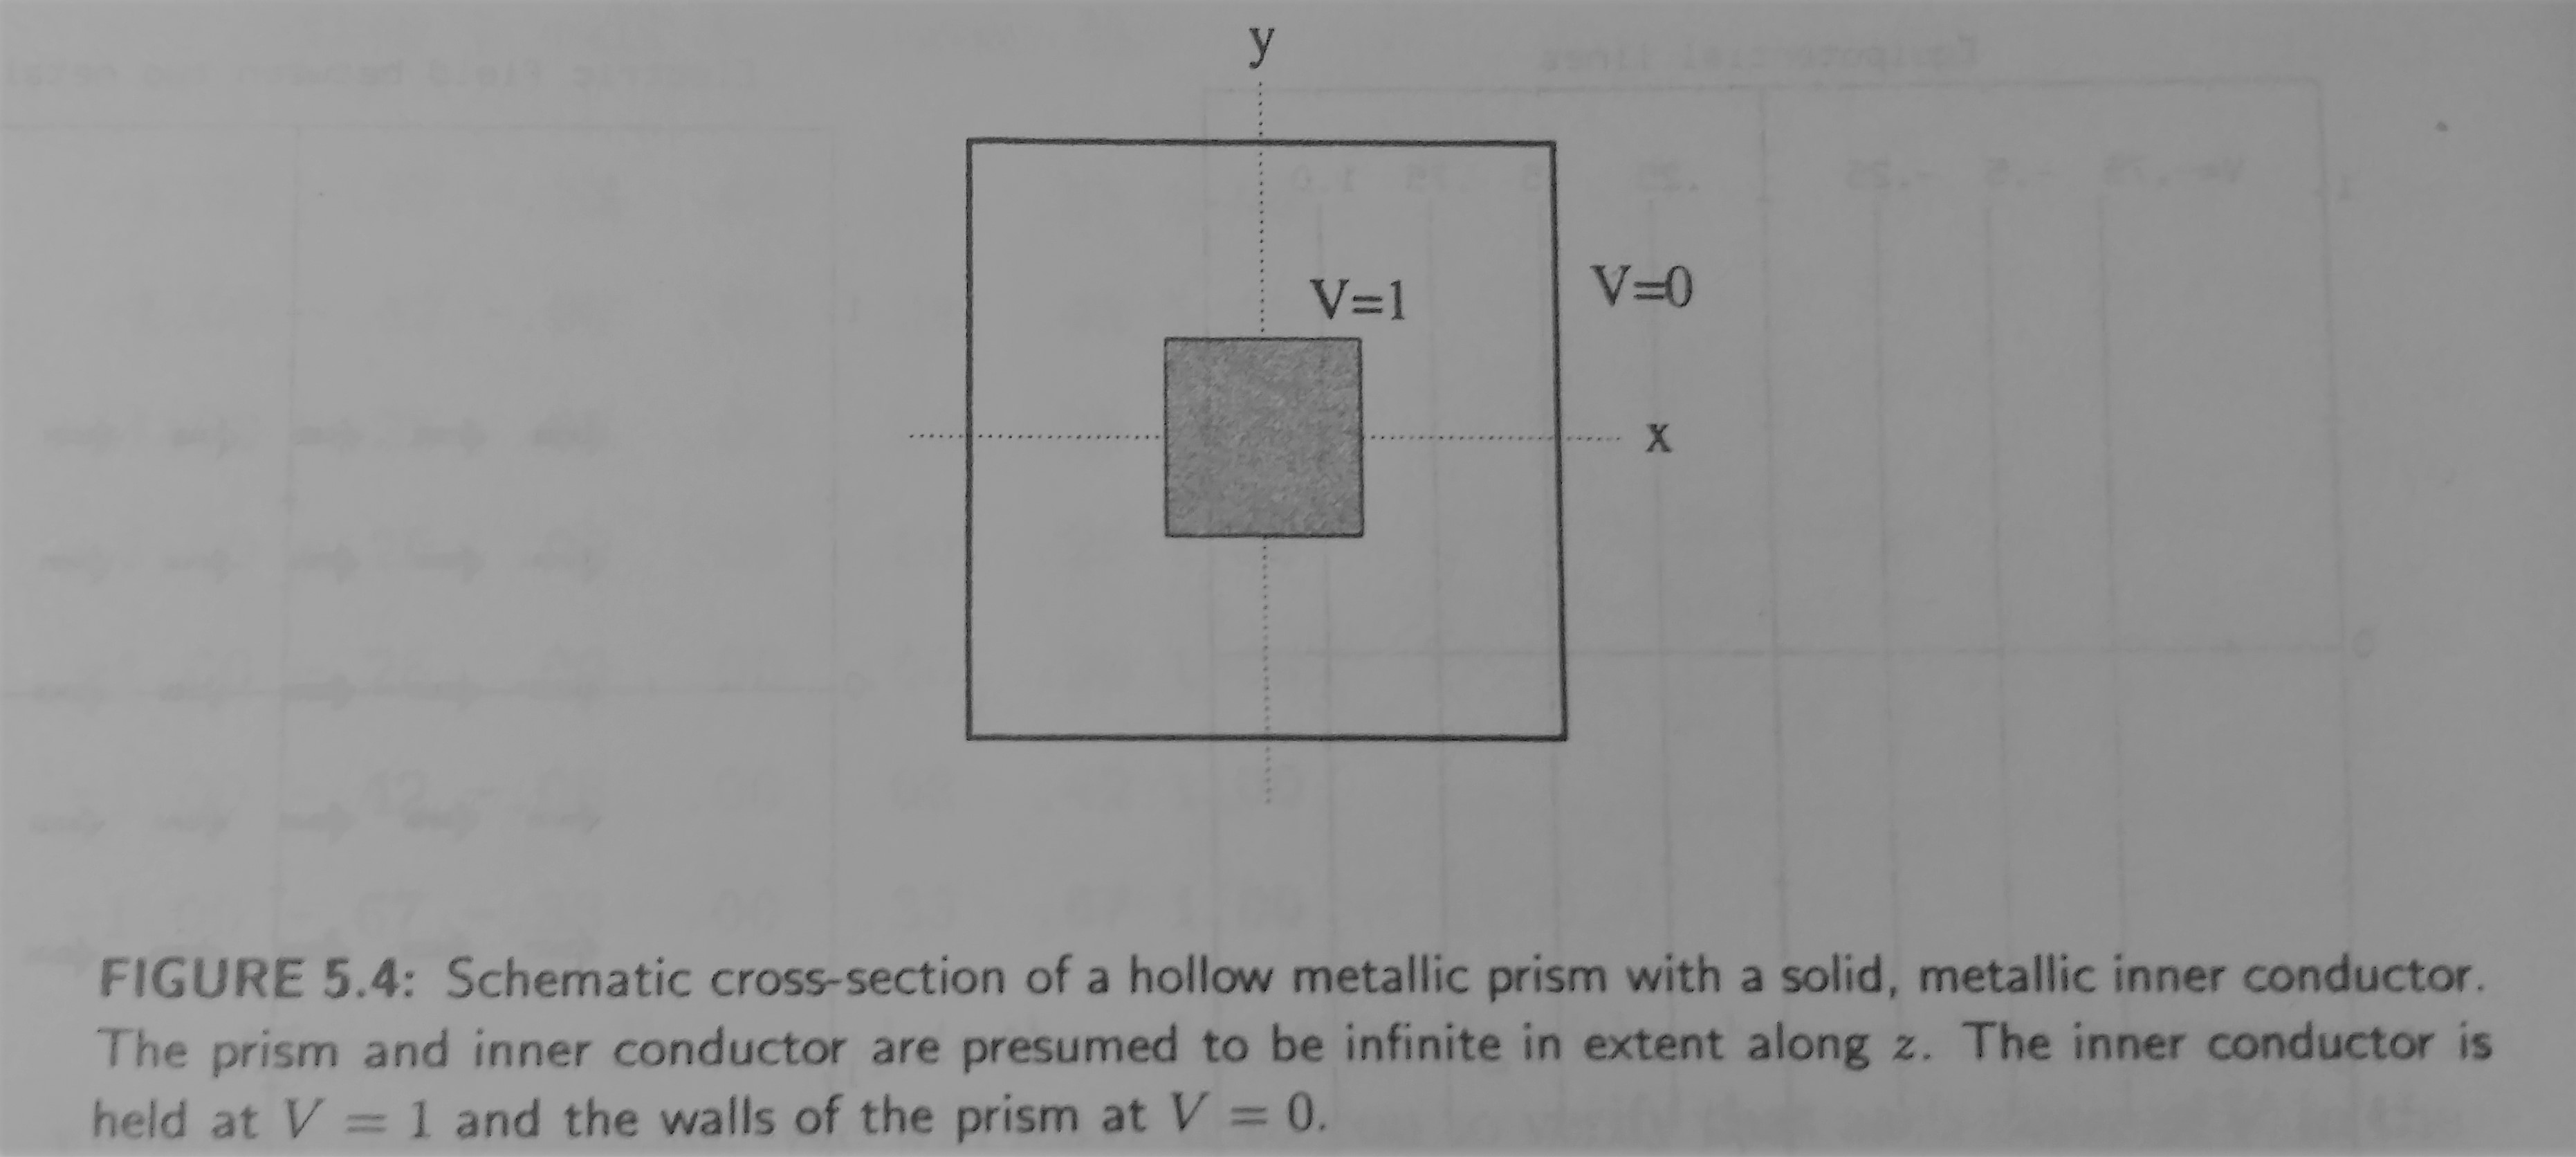 y
V=1
V=0
x
FIGURE 5.4: Schematic cross-section of a hollow metallic prism with a solid, metallic inner conductor.
The prism and inner conductor are presumed to be infinite in extent along z. The inner conductor is
held at V = 1 and the walls of the prism at V = 0.